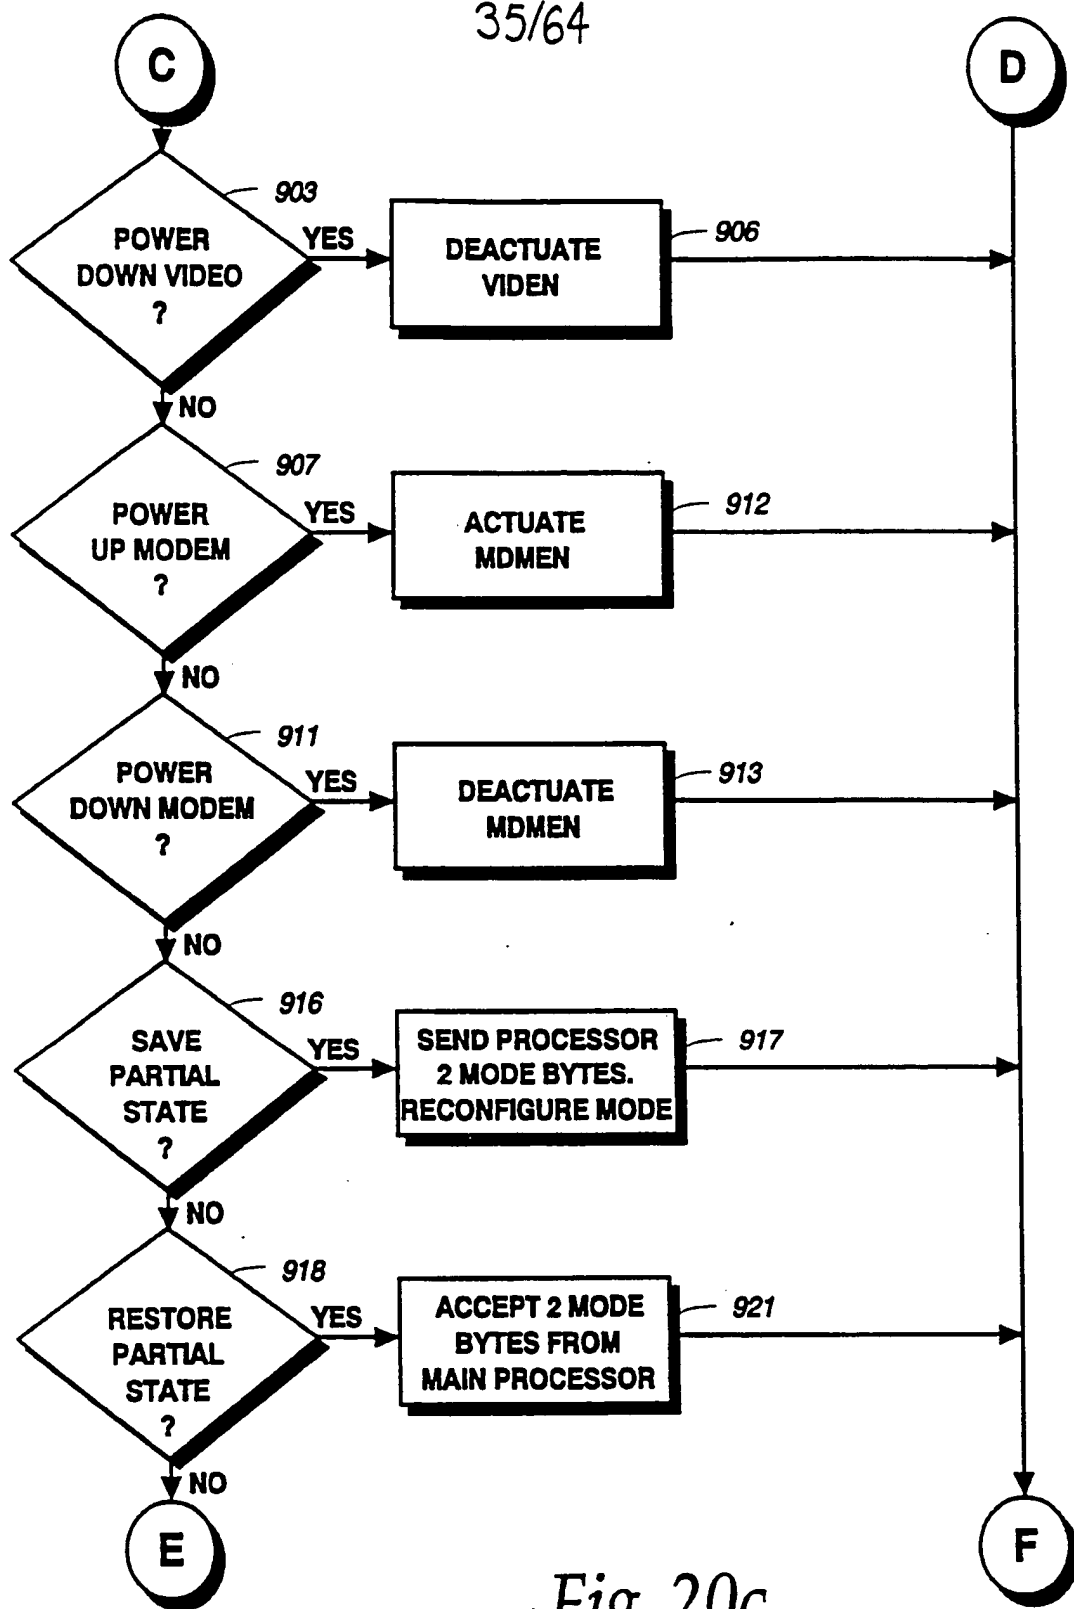 35/64
C
D
903
POWER
DOWN VIDEO
?
YES
DEACTUATE
VIDEN
906
NO
907
POWER
UP MODEM
?
YES
ACTUATE
MDMEN
912
NO
911
POWER
DOWN MODEM
?
YES
DEACTUATE
MDMEN
913
NO
916
SAVE
PARTIAL
STATE
?
YES
SEND PROCESSOR
2 MODE BYTES.
RECONFIGURE MODE
917
NO
918
RESTORE
PARTIAL
STATE
?
YES
ACCEPT 2 MODE
BYTES FROM
MAIN PROCESSOR
921
NO
E
F
Fig. 20c